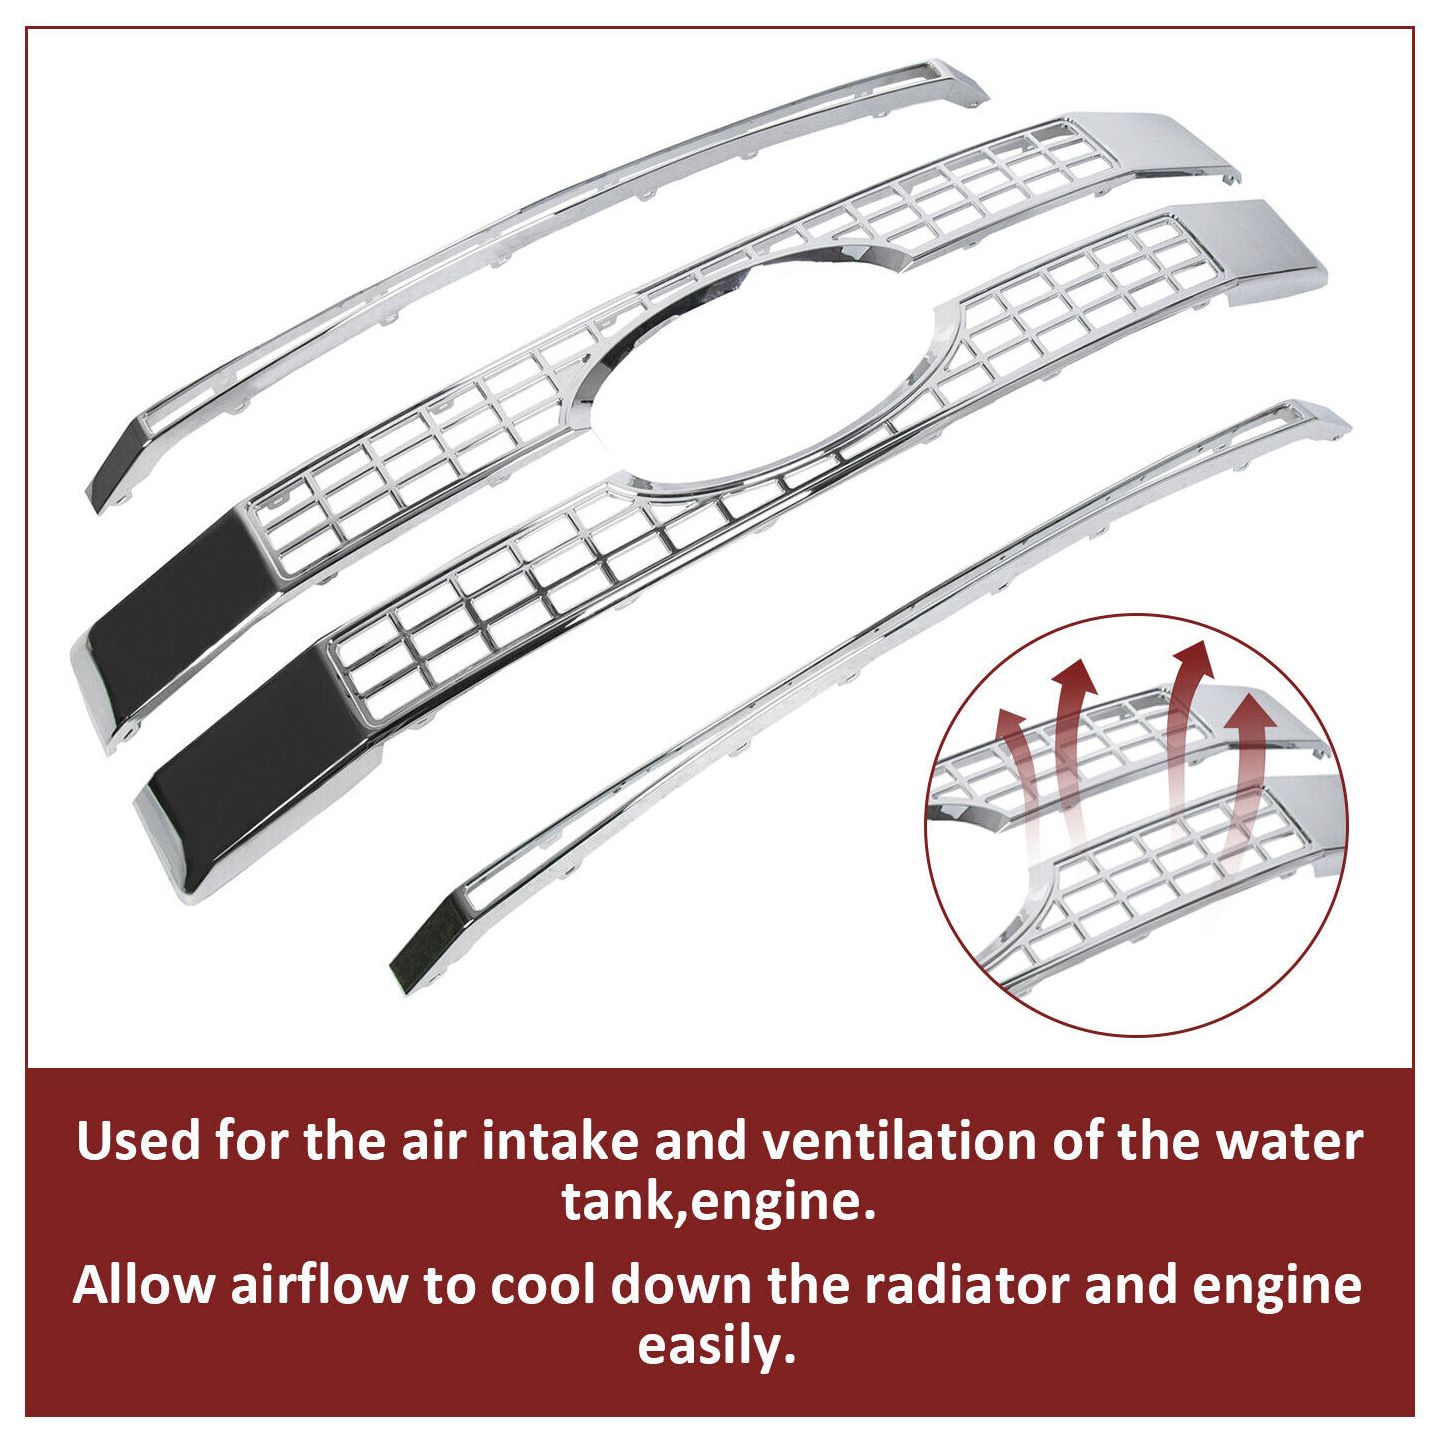 Used for the air intake and ventilation of the water
tank,engine.
Allow airflow to cool down the radiator and engine
easily.